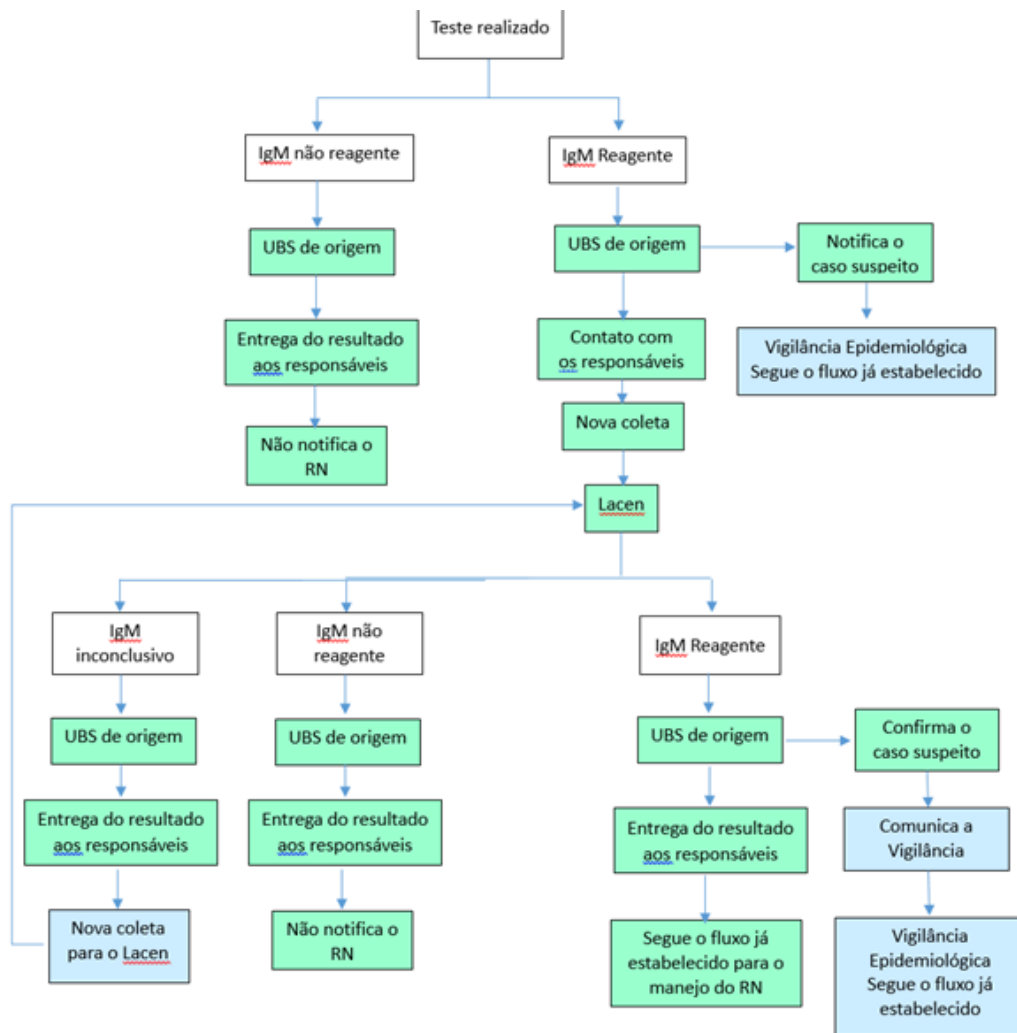 Teste realizado
IgM não reagente
IgM Reagente
UBS de origem
UBS de origem
Notifica o
caso suspeito
Entrega do resultado
aos responsáveis
Contato com
os responsáveis
Vigilância Epidemiológica
Segue o fluxo já estabelecido
Não notifica o
RN
Nova coleta
Lacen
IgM
inconclusivo
IgM não
reagente
IgM Reagente
UBS de origem
UBS de origem
UBS de origem
Confirma o
caso suspeito
Entrega do resultado
aos responsáveis
Entrega do resultado
aos responsáveis
Entrega do resultado
aos responsáveis
Comunica a
Vigilância
Nova coleta
para o Lacen
Não notifica o
RN
Segue o fluxo já
estabelecido para o
manejo do RN
Vigilância
Epidemiológica
Segue o fluxo já
estabelecido